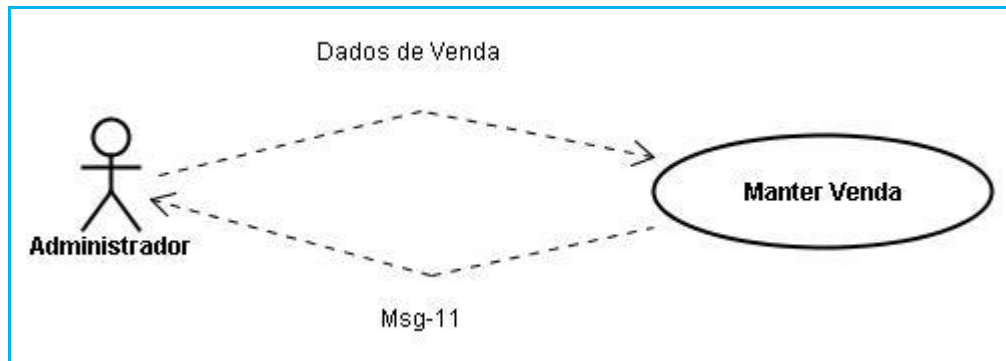 Dados de Venda
Manter Venda
Administrador
Msg-11